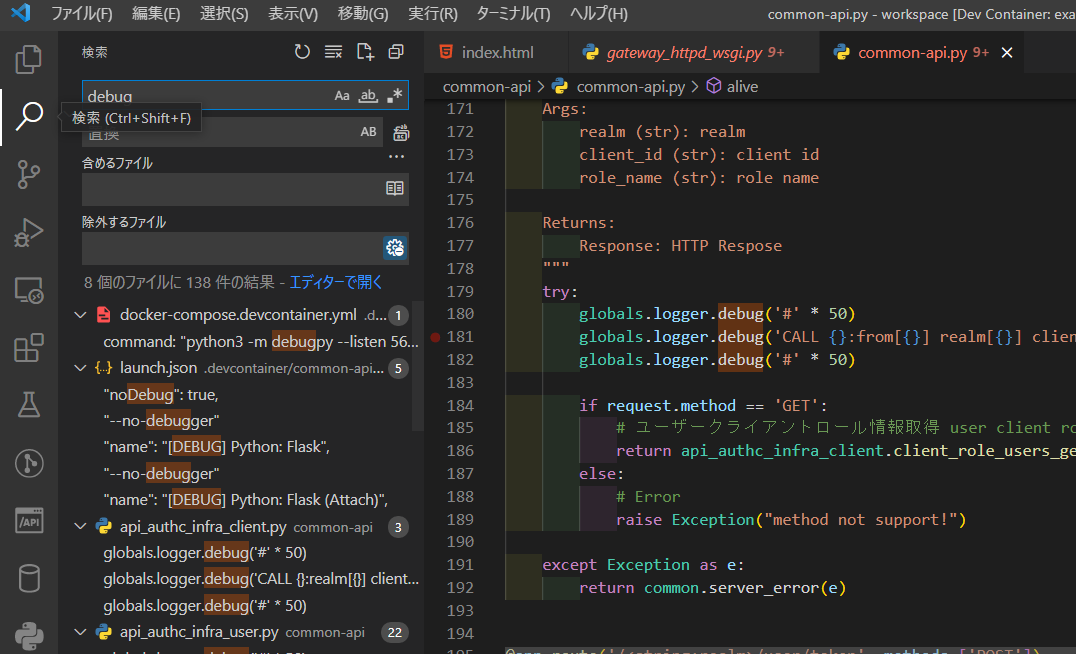 ファイル(F) 編集(E) 選択(S) 表示(V) 移動(G) 実行(R) ターミナル(T) ヘルプ(H) common-api.py - workspace [Dev Container: exa
検索
debug Aa ab .*
検索 (Ctrl+Shift+F)
置換 AB
含めるファイル
除外するファイル
8 個のファイルに 138 件の結果 - エディターで開く
docker-compose.devcontainer.yml .d... 1
command: "python3 -m debugpy --listen 56...
launch.json .devcontainer/common-api... 5
"noDebug": true,
"--no-debugger"
"name": "[DEBUG] Python: Flask",
"--no-debugger"
"name": "[DEBUG] Python: Flask (Attach)",
api_authc_infra_client.py common-api 3
globals.logger.debug('#' * 50)
globals.logger.debug('CALL {}:realm[{}] client...
globals.logger.debug('#' * 50)
api_authc_infra_user.py common-api 22
index.html gateway_httpd_wsgi.py 9+ common-api.py 9+
common-api > common-api.py > alive
171 Args:
172 realm (str): realm
173 client_id (str): client id
174 role_name (str): role name
175
176 Returns:
177 Response: HTTP Respose
178 """
179 try:
180 globals.logger.debug('#' * 50)
181 globals.logger.debug('CALL {}:from[{}] realm[{}] clien
182 globals.logger.debug('#' * 50)
183
184 if request.method == 'GET':
185 # ユーザークライアントロール情報取得 user client ro
186 return api_authc_infra_client.client_role_users_ge
187 else:
188 # Error
189 raise Exception("method not support!")
190
191 except Exception as e:
192 return common.server_error(e)
193
194